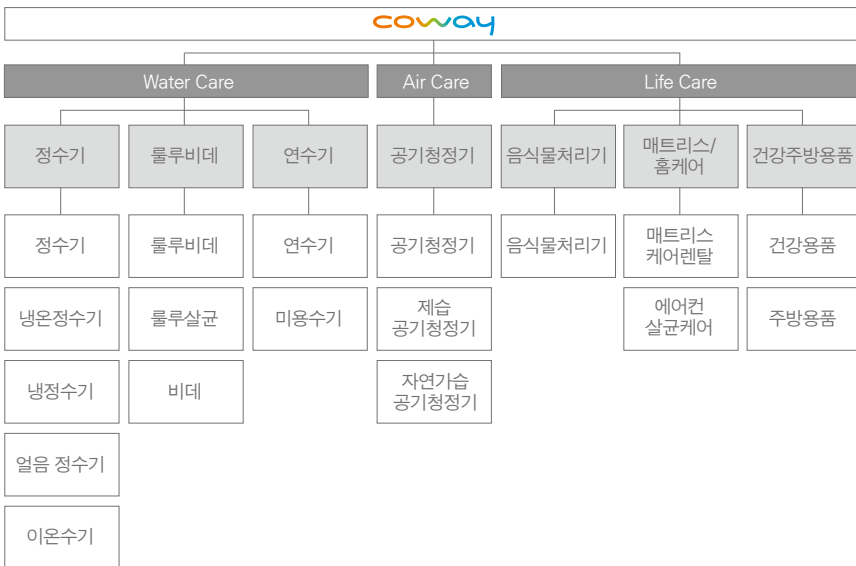 coway
Water Care
Air Care
Life Care
정수기
룰루비데
연수기
공기청정기
음식물처리기
매트리스/
홈케어
건강주방용품
정수기
룰루비데
연수기
공기청정기
음식물처리기
매트리스
케어렌탈
건강용품
냉온정수기
룰루살균
미용수기
제습
공기청정기
에어컨
살균케어
주방용품
냉정수기
비데
자연가습
공기청정기
얼음 정수기
이온수기